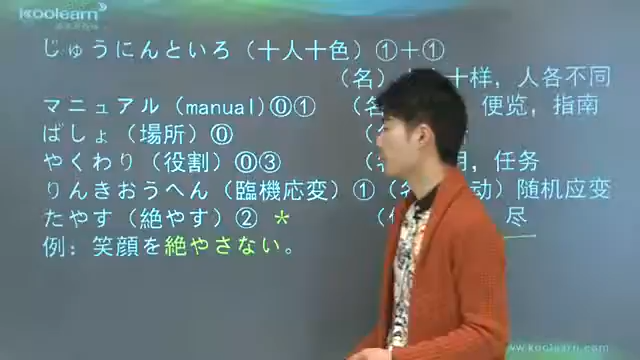 koolearn
じゅうにんといろ（十人十色）①＋①
（名）十样，人各不同
マニュアル（manual）⓪① （名 便览，指南
ばしょ（場所）⓪
やくわり（役割）⓪③ 任务
りんきおうへん（臨機応変）①（名 动）随机应变
たやす（絶やす）② * 尽
例：笑顔を絶やさない。
www.koolearn.com